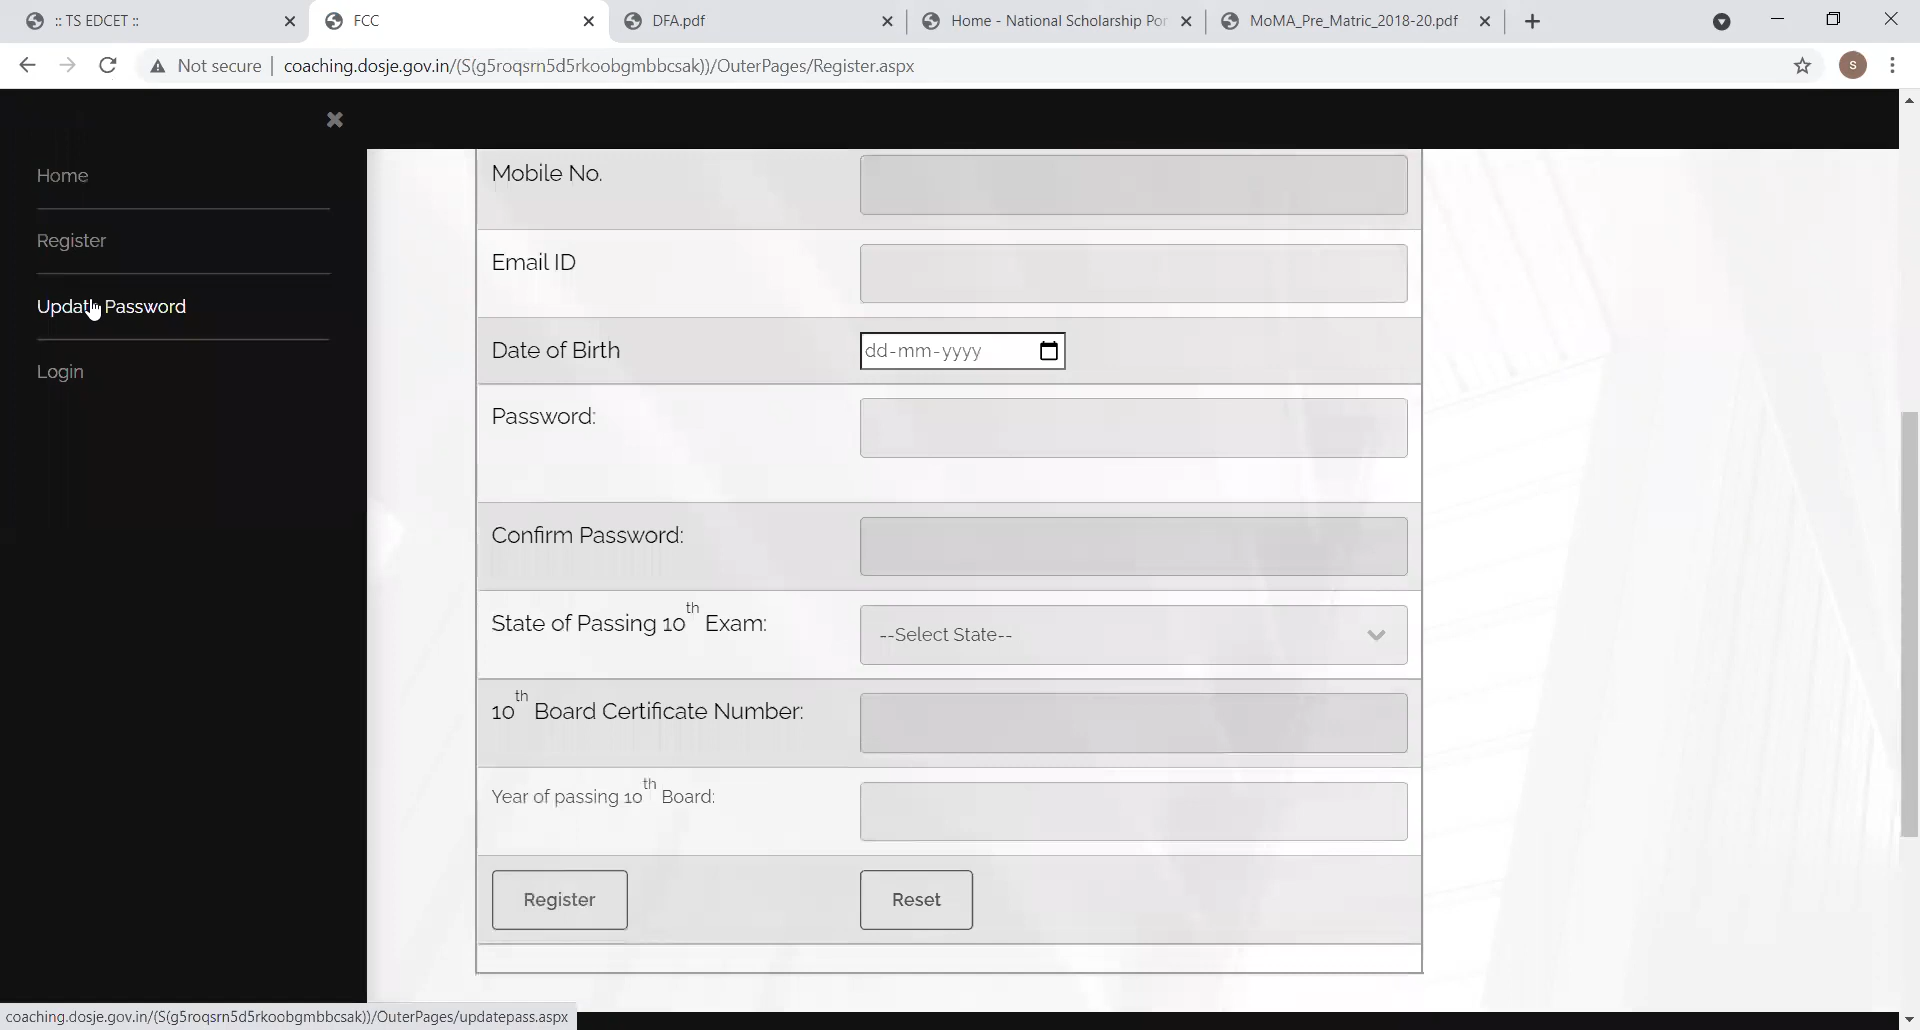 :: TS EDCET ::
FCC
DFA.pdf
Home - National Scholarship Por
MoMA_Pre_Matric_2018-20.pdf
Not secure
coaching.dosje.gov.in/(S(g5roqsrn5d5rkoobgmbbcsak))/OuterPages/Register.aspx
S
Home
Register
Update Password
Login
Mobile No.
Email ID
Date of Birth
dd-mm-yyyy
Password:
Confirm Password:
State of Passing 10th Exam:
--Select State--
10th Board Certificate Number:
Year of passing 10th Board:
Register
Reset
coaching.dosje.gov.in/(S(g5roqsrn5d5rkoobgmbbcsak))/OuterPages/updatepass.aspx